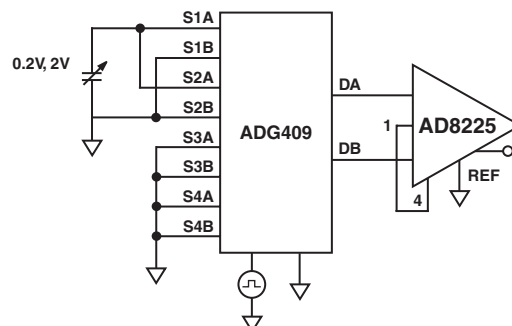 S1A
S1B
0.2V, 2V
S2A
S2B
S3A
S3B
S4A
S4B
ADG409
DA
DB
1
AD8225
REF
4